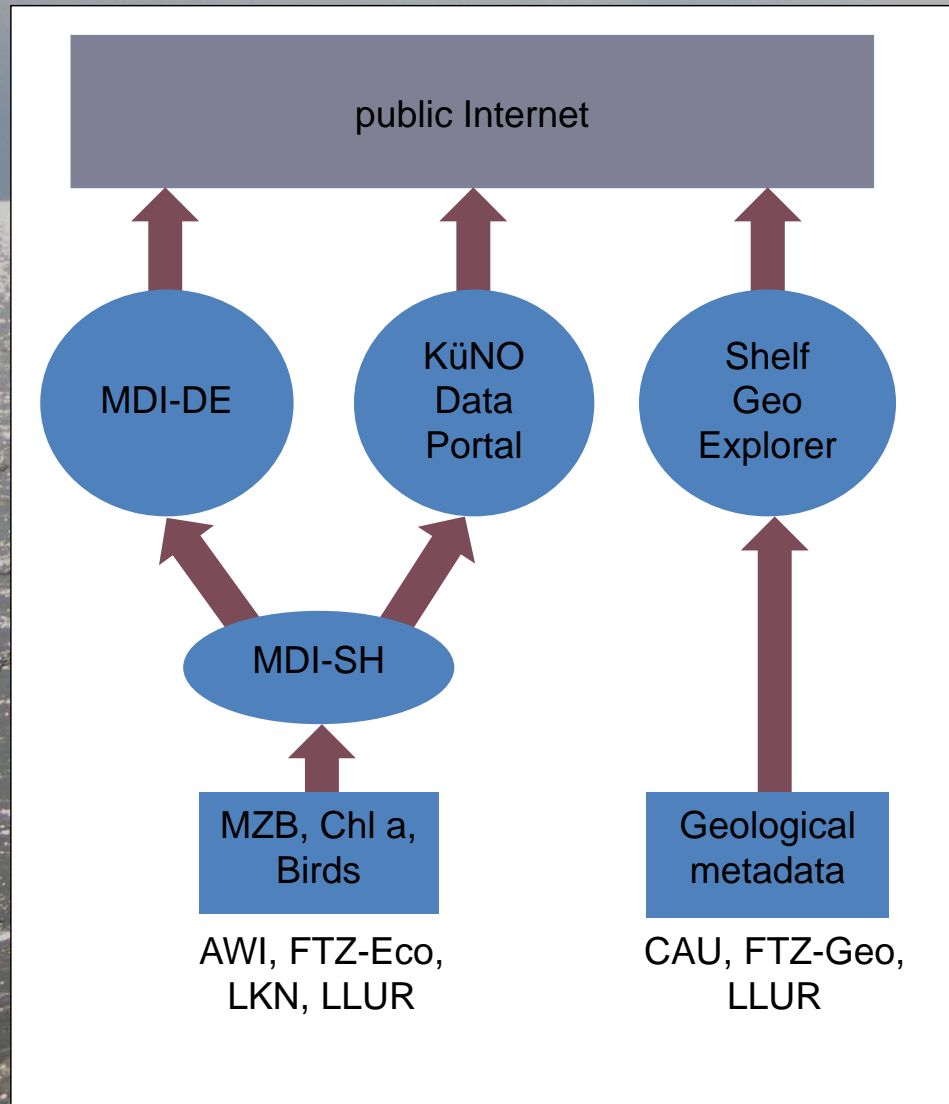 public Internet
MDI-DE
KüNO
Data
Portal
Shelf
Geo
Explorer
MDI-SH
MZB, Chl a,
Birds
Geological
metadata
AWI, FTZ-Eco,
LKN, LLUR
CAU, FTZ-Geo,
LLUR